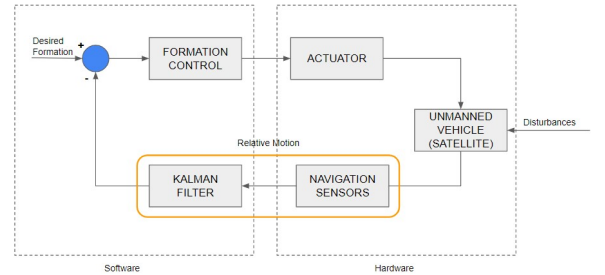 Desired
Formation
+
-
FORMATION
CONTROL
ACTUATOR
UNMANNED
VEHICLE
(SATELLITE)
Disturbances
Relative Motion
KALMAN
FILTER
NAVIGATION
SENSORS
Software
Hardware